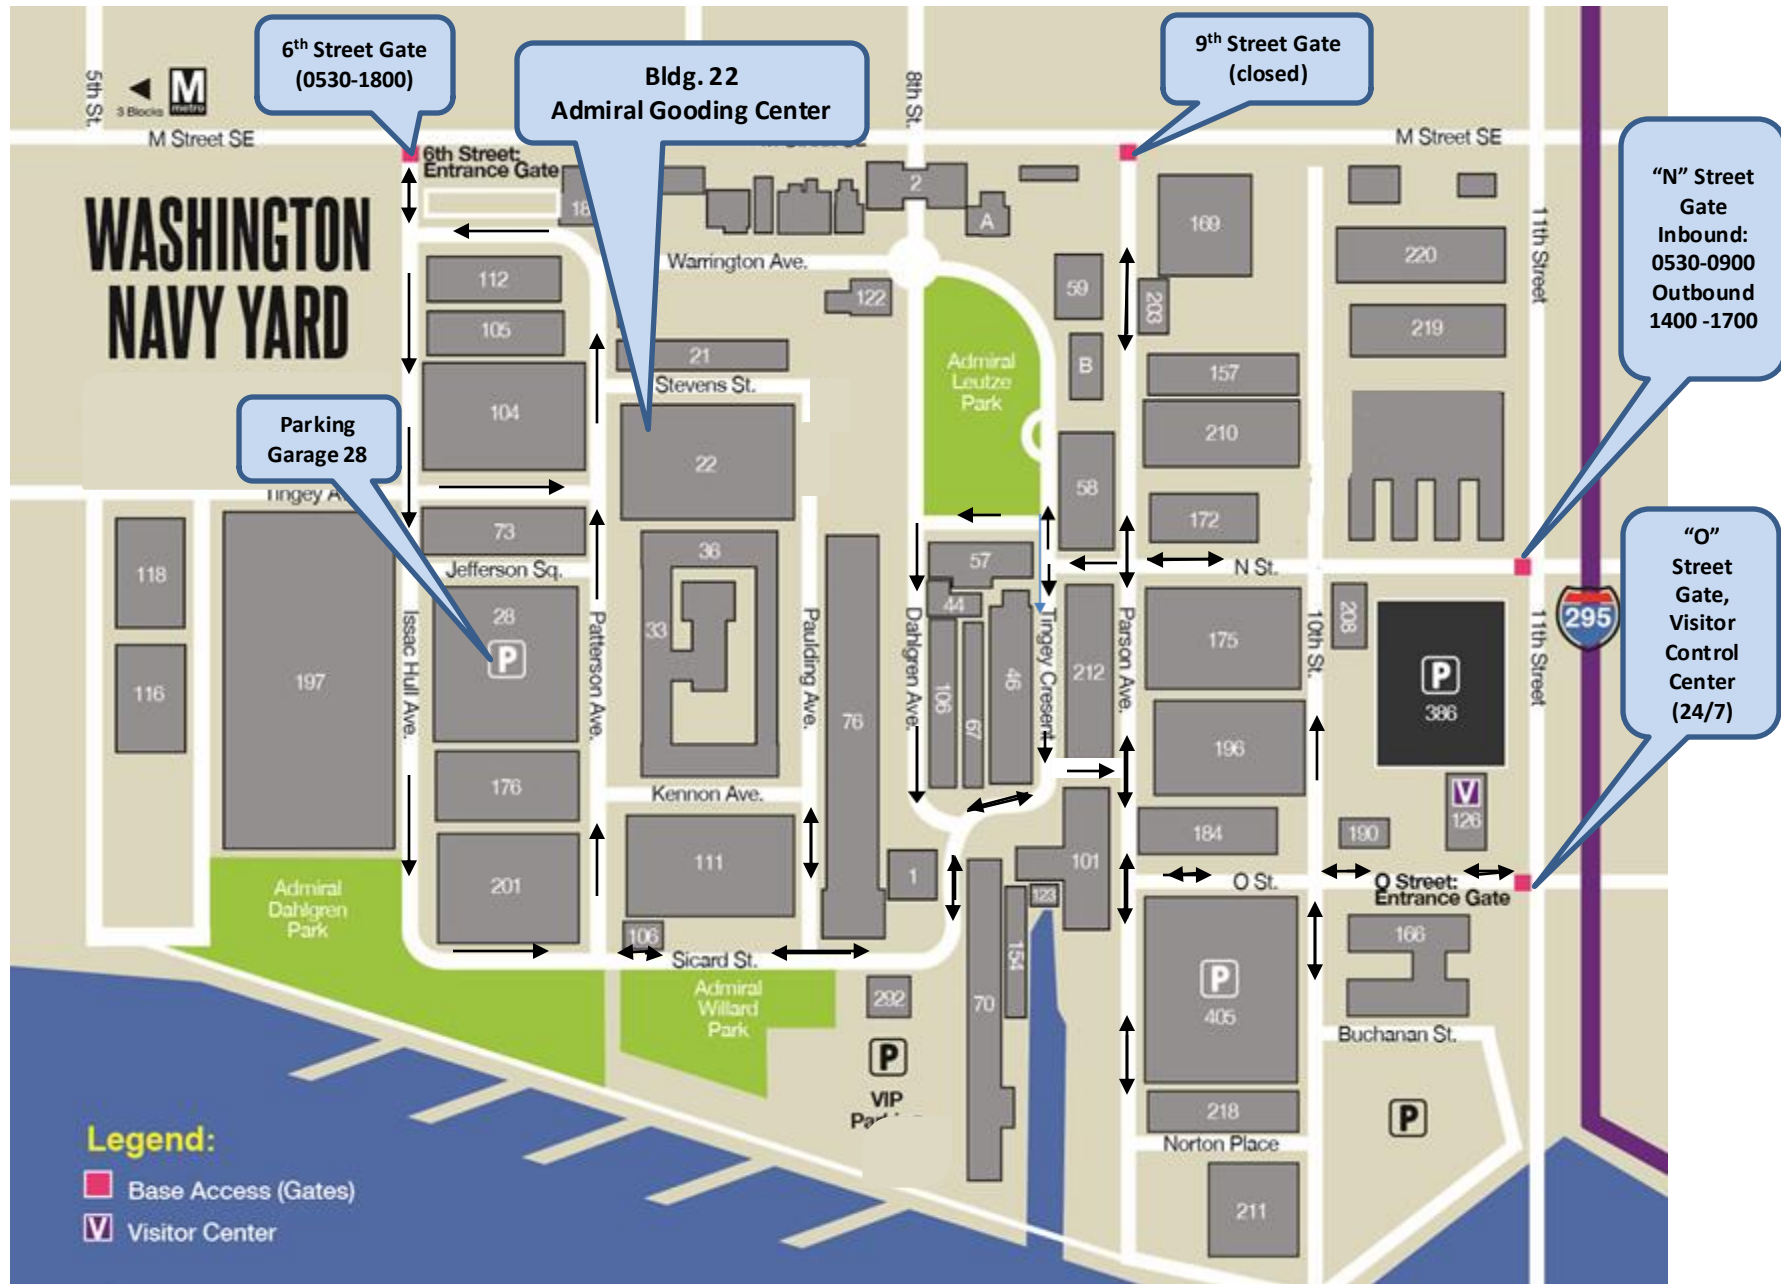 6th Street Gate
(0530-1800)
Bldg. 22
Admiral Gooding Center
9th Street Gate
(closed)
5th St.
3 Blocks
M
metro
8th St.
M Street SE
M Street SE
6th Street:
Entrance Gate
"N" Street
Gate
Inbound:
0530-0900
Outbound
1400 -1700
WASHINGTON
NAVY YARD
18
2
A
169
220
11th Street
Warrington Ave.
112
122
59
203
219
105
21
B
157
Stevens St.
Admiral
Leutze
Park
104
22
210
Parking
Garage 28
58
"O"
Street
Gate,
Visitor
Control
Center
(24/7)
73
172
36
57
N St.
118
Jefferson Sq.
28
P
33
44
Issac Hull Ave.
Patterson Ave.
Paulding Ave.
Dahlgren Ave.
Tingey Cresent
Parson Ave.
10th St.
208
11th Street
295
197
116
76
106
67
46
212
175
P
386
196
176
Kennon Ave.
V
126
111
184
190
101
201
1
O St.
O Street:
Entrance Gate
123
Admiral
Dahlgren
Park
106
Sicard St.
154
166
Admiral
Willard
Park
292
70
P
405
Buchanan St.
P
VIP
218
P
Norton Place
211
Legend:
Base Access (Gates)
V
Visitor Center